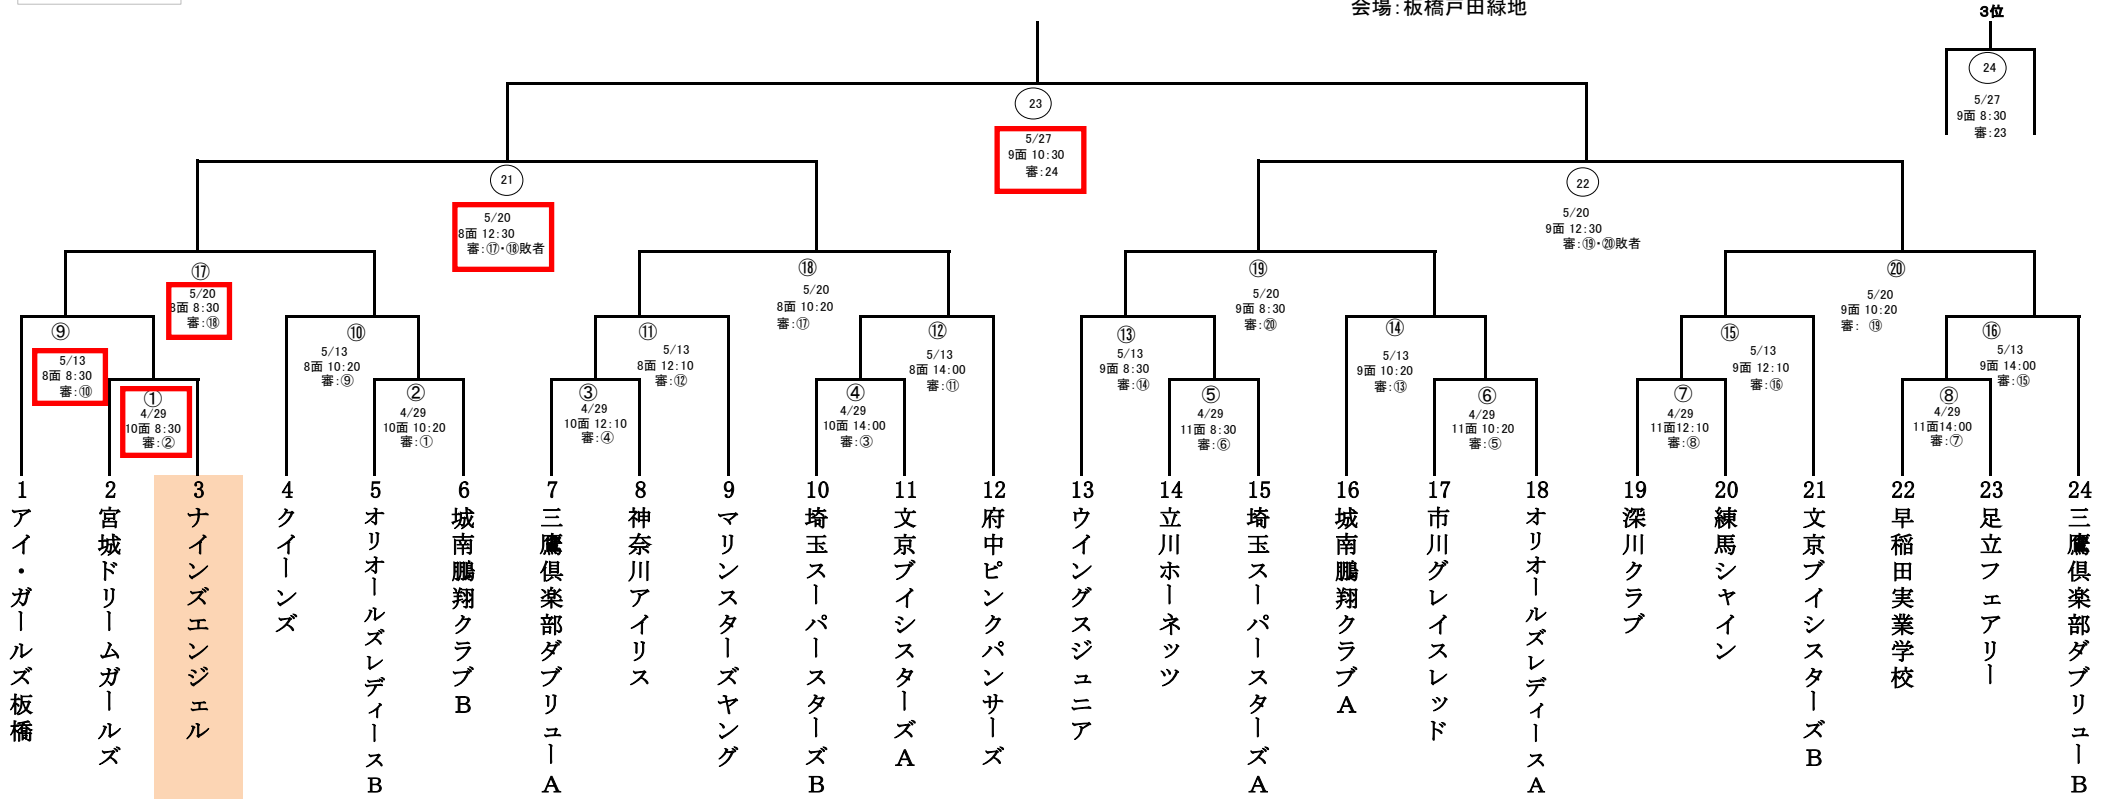 会場：板橋戸田緑地
3位
24
5/27
9面 8:30
審：23
23
5/27
9面 10:30
審：24
21
5/20
8面 12:30
審：⑰・⑱敗者
22
5/20
9面 12:30
審：⑲・⑳敗者
⑰
5/20
8面 8:30
審：⑱
⑱
5/20
8面 10:20
審：⑰
⑲
5/20
9面 8:30
審：⑳
⑳
5/20
9面 10:20
審： ⑲
⑨
5/13
8面 8:30
審：⑩
⑩
5/13
8面 10:20
審：⑨
⑪
5/13
8面 12:10
審：⑫
⑫
5/13
8面 14:00
審：⑪
⑬
5/13
9面 8:30
審：⑭
⑭
5/13
9面 10:20
審：⑬
⑮
5/13
9面 12:10
審：⑯
⑯
5/13
9面 14:00
審：⑮
①
4/29
10面 8:30
審：②
②
4/29
10面 10:20
審：①
③
4/29
10面 12:10
審：④
④
4/29
10面 14:00
審：③
⑤
4/29
11面 8:30
審：⑥
⑥
4/29
11面 10:20
審：⑤
⑦
4/29
11面12:10
審：⑧
⑧
4/29
11面14:00
審：⑦
1
アイ・ガールズ板橋
2
宮城ドリームガールズ
3
ナインズエンジェル
4
クイーンズ
5
オリオールズレディースB
6
城南鵬翔クラブB
7
三鷹倶楽部ダブリューA
8
神奈川アイリス
9
マリンスターズヤング
10
埼玉スーパースターズB
11
文京ブイシスターズA
12
府中ピンクパンサーズ
13
ウイングスジュニア
14
立川ホーネッツ
15
埼玉スーパースターズA
16
城南鵬翔クラブA
17
市川グレイスレッド
18
オリオールズレディースA
19
深川クラブ
20
練馬シャイン
21
文京ブイシスターズB
22
早稲田実業学校
23
足立フェアリー
24
三鷹倶楽部ダブリューB